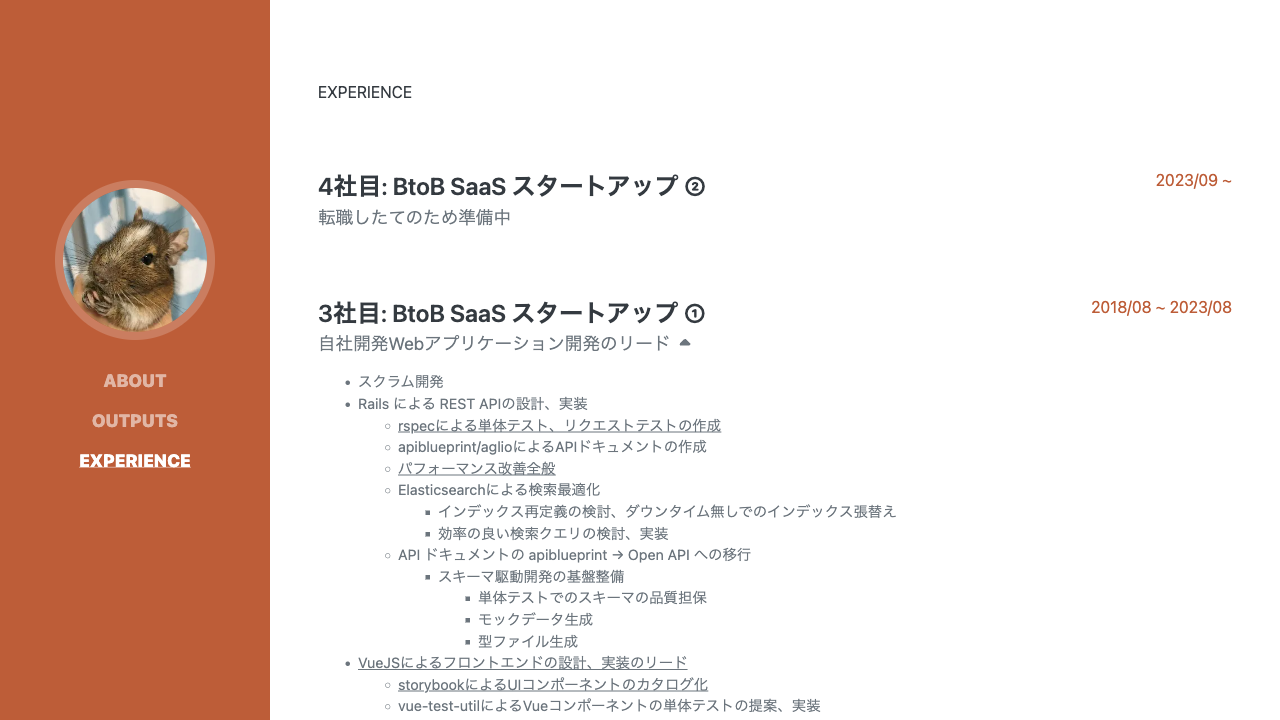 ABOUT
OUTPUTS
EXPERIENCE
EXPERIENCE
4社目: BtoB SaaS スタートアップ ②
2023/09 ~
転職したてのため準備中
3社目: BtoB SaaS スタートアップ ①
2018/08 ~ 2023/08
自社開発Webアプリケーション開発のリード
スクラム開発
Rails による REST APIの設計、実装
rspecによる単体テスト、リクエストテストの作成
apiblueprint/aglioによるAPIドキュメントの作成
パフォーマンス改善全般
Elasticsearchによる検索最適化
インデックス再定義の検討、ダウンタイム無しでのインデックス張替え
効率の良い検索クエリの検討、実装
API ドキュメントの apiblueprint → Open API への移行
スキーマ駆動開発の基盤整備
単体テストでのスキーマの品質担保
モックデータ生成
型ファイル生成
VueJSによるフロントエンドの設計、実装のリード
storybookによるUIコンポーネントのカタログ化
vue-test-utilによるVueコンポーネントの単体テストの提案、実装